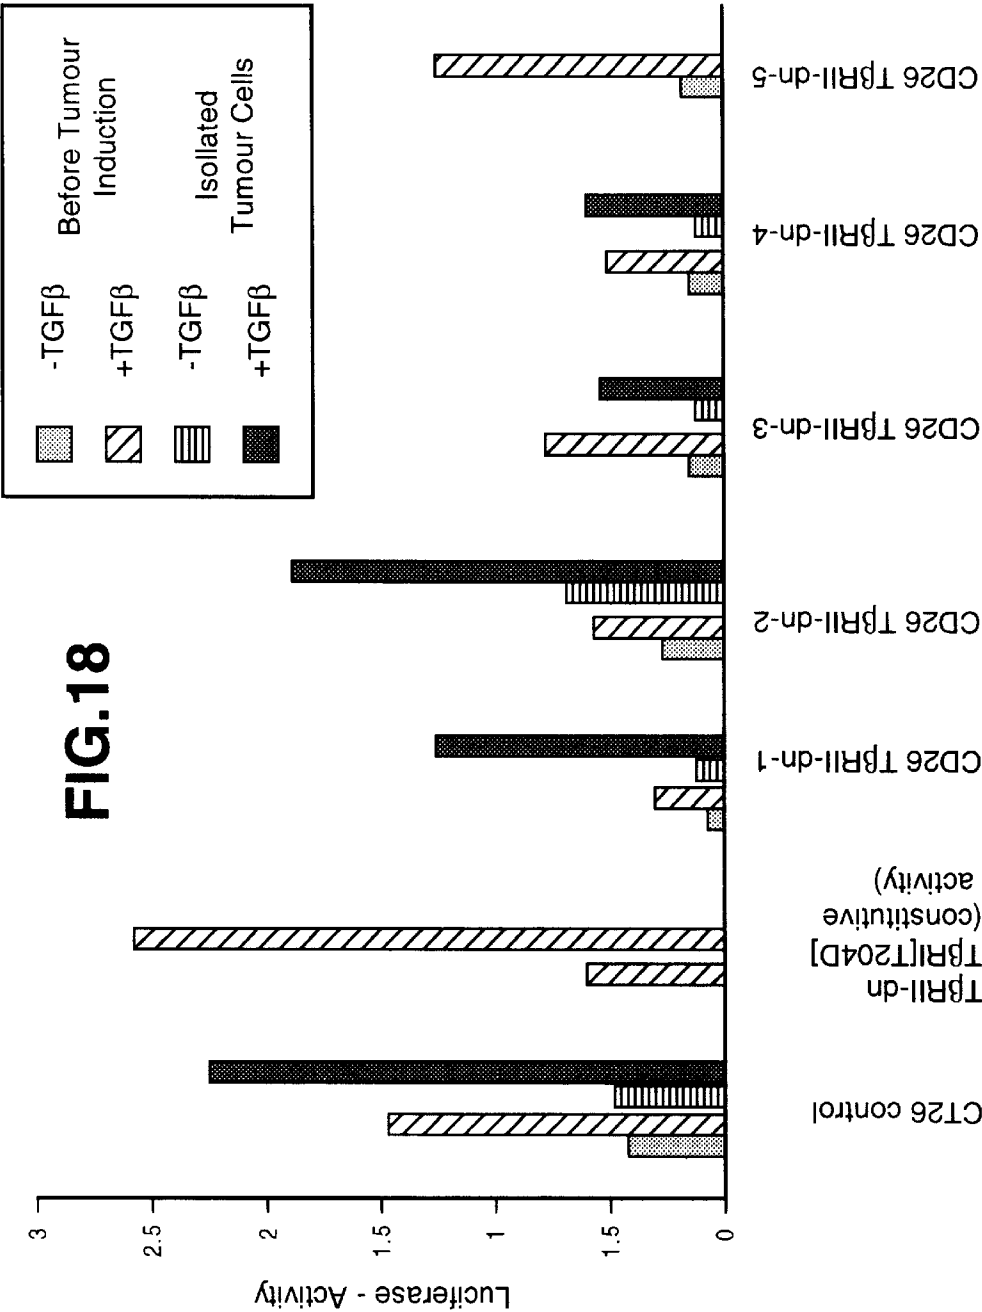 FIG.18
-TGFβ
+TGFβ
Before Tumour
Induction
-TGFβ
+TGFβ
Isollated
Tumour Cells
Luciferase - Activity
3
2.5
2
1.5
1
1.5
0
CT26 control
TβRII-dn
TβRI[T204D]
(constitutive
activity)
CD26 TβRII-dn-1
CD26 TβRII-dn-2
CD26 TβRII-dn-3
CD26 TβRII-dn-4
CD26 TβRII-dn-5